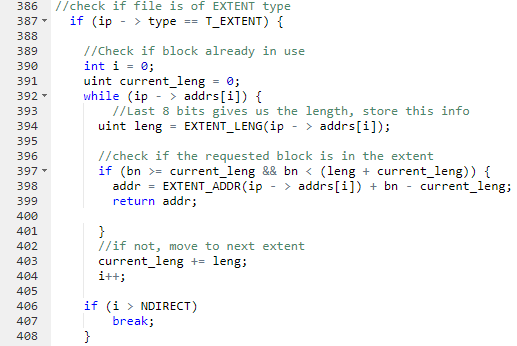 386 //check if file is of EXTENT type
387 if (ip - > type == T_EXTENT) {
388
389 //Check if block already in use
390 int i = 0;
391 uint current_leng = 0;
392 while (ip - > addrs[i]) {
393 //Last 8 bits gives us the length, store this info
394 uint leng = EXTENT_LENG(ip - > addrs[i]);
395
396 //check if the requested block is in the extent
397 if (bn >= current_leng && bn < (leng + current_leng)) {
398 addr = EXTENT_ADDR(ip - > addrs[i]) + bn - current_leng;
399 return addr;
400
401 }
402 //if not, move to next extent
403 current_leng += leng;
404 i++;
405
406 if (i > NDIRECT)
407 break;
408 }